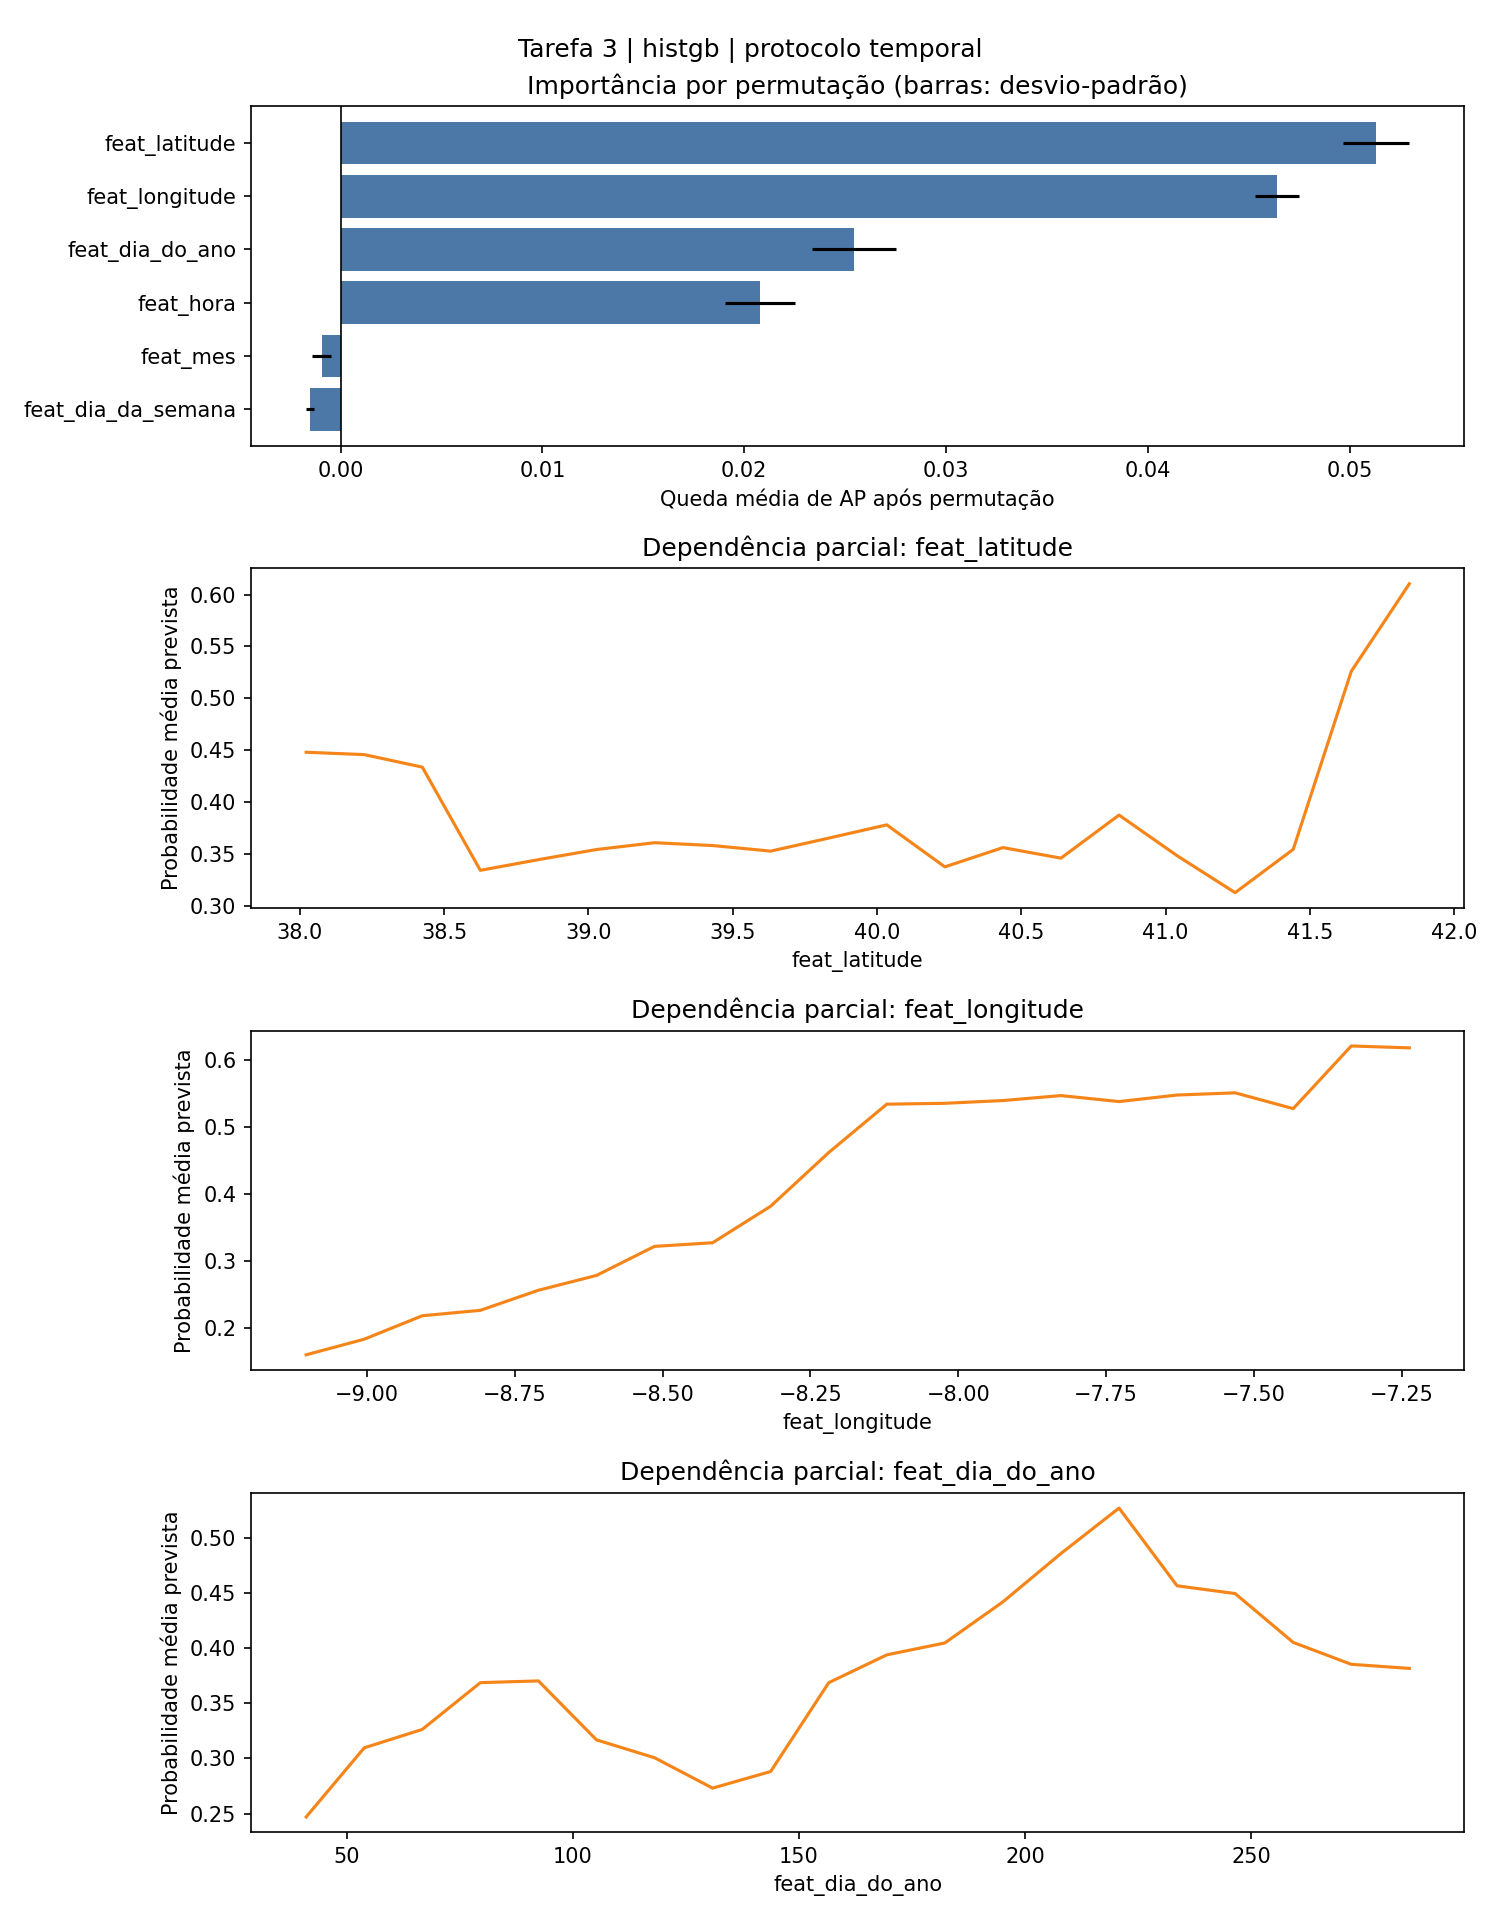 Tarefa 3 | histgb | protocolo temporal
Importância por permutação (barras: desvio-padrão)
feat_latitude
feat_longitude
feat_dia_do_ano
feat_hora
feat_mes
feat_dia_da_semana
0.00 0.01 0.02 0.03 0.04 0.05
Queda média de AP após permutação
Dependência parcial: feat_latitude
Probabilidade média prevista
0.60
0.55
0.50
0.45
0.40
0.35
0.30
38.0 38.5 39.0 39.5 40.0 40.5 41.0 41.5 42.0
feat_latitude
Dependência parcial: feat_longitude
Probabilidade média prevista
0.6
0.5
0.4
0.3
0.2
−9.00 −8.75 −8.50 −8.25 −8.00 −7.75 −7.50 −7.25
feat_longitude
Dependência parcial: feat_dia_do_ano
Probabilidade média prevista
0.50
0.45
0.40
0.35
0.30
0.25
50 100 150 200 250
feat_dia_do_ano